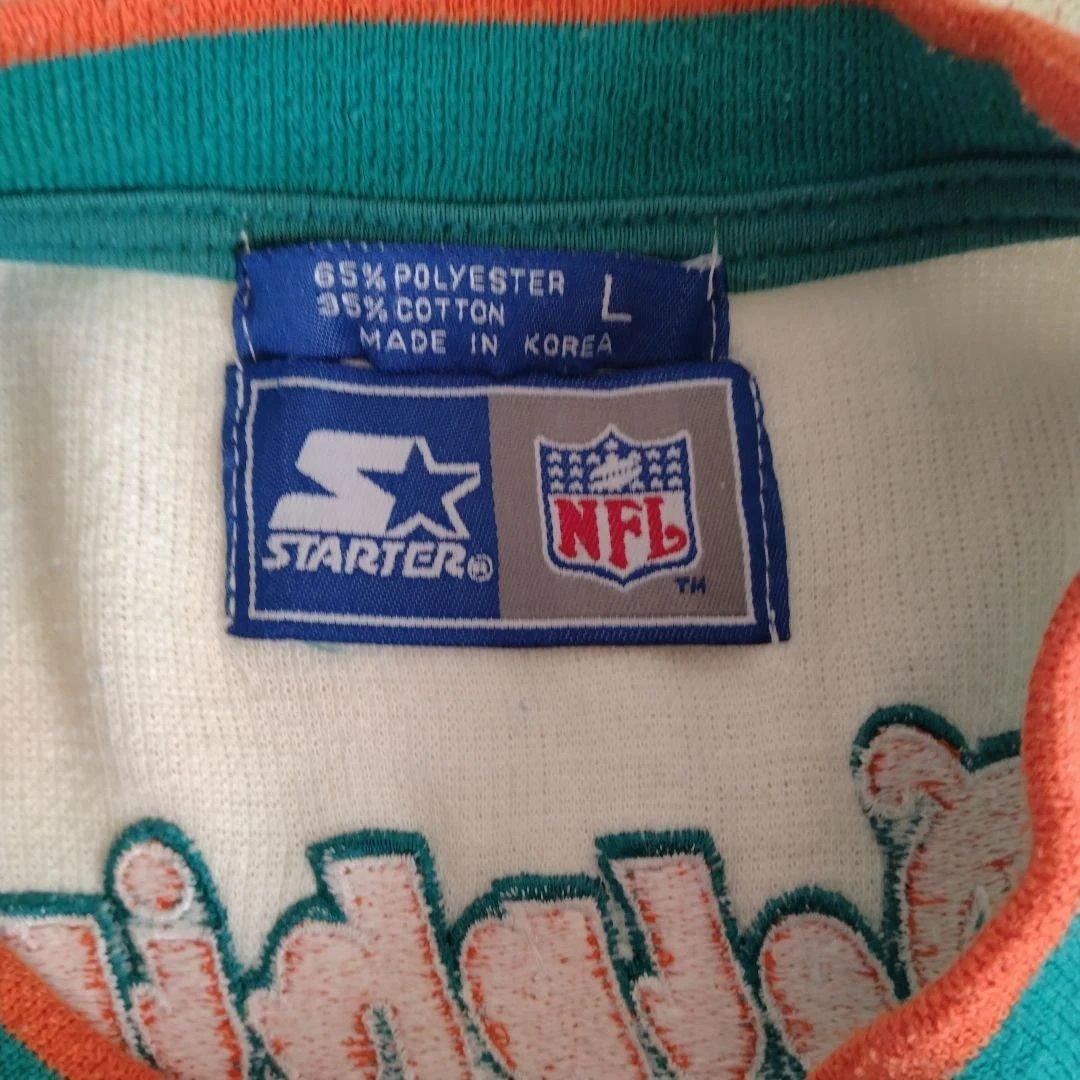 65% POLYESTER L
35% COTTON
MADE IN KOREA
STARTER®
NFL
TM